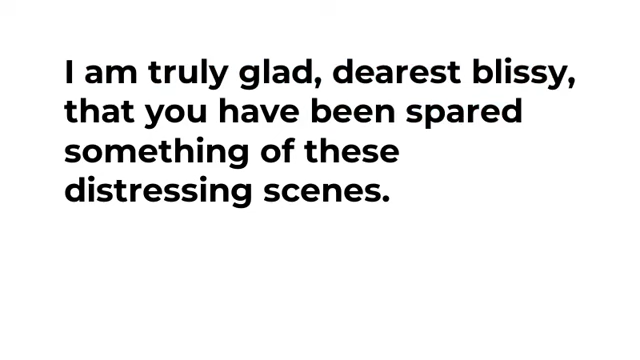 I am truly glad, dearest blissy,
that you have been spared
something of these
distressing scenes.